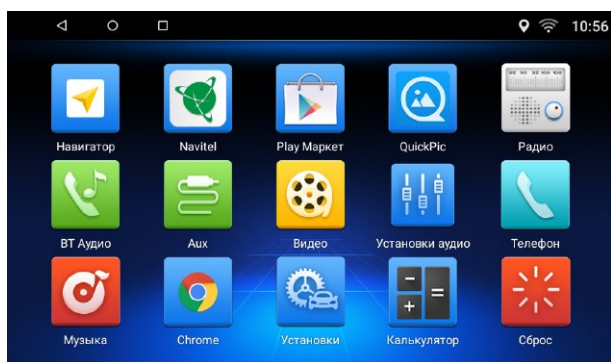 10:56
Навигатор Navitel Play Маркет QuickPic Радио
BT Аудио Aux Видео Установки аудио Телефон
Музыка Chrome Установки Калькулятор Сброс